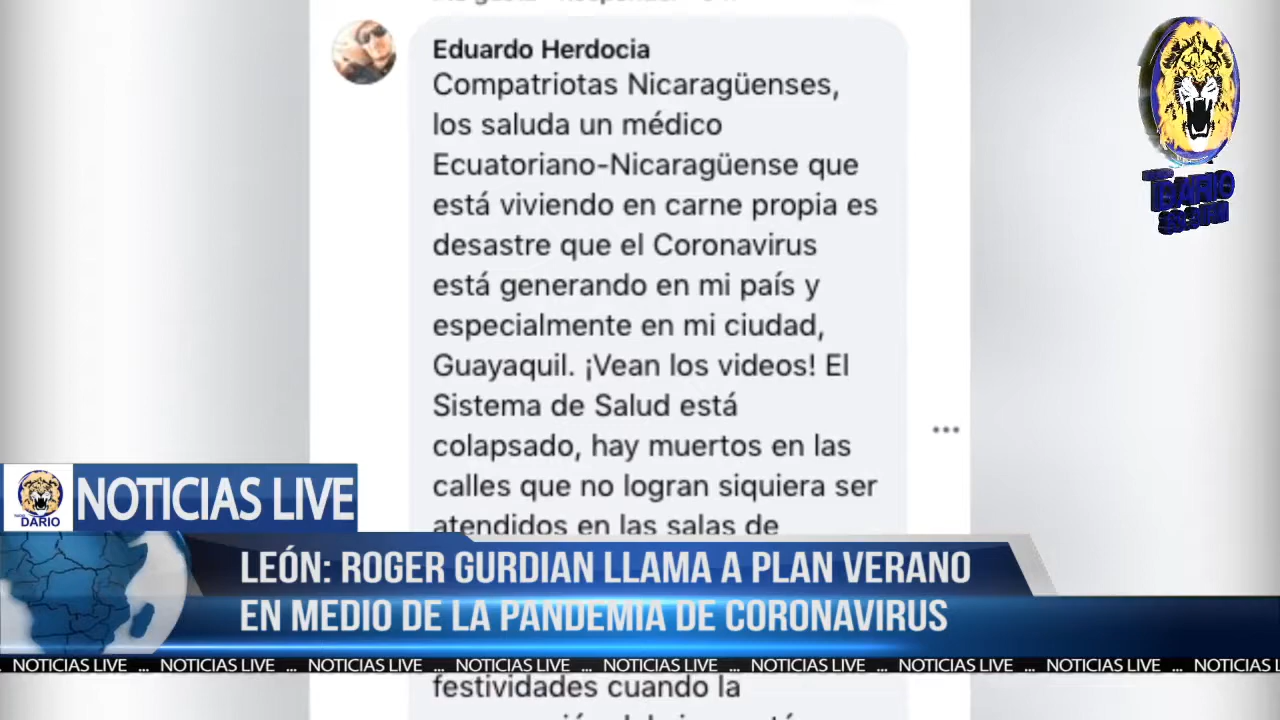 Eduardo Herdocia
Compatriotas Nicaragüenses,
los saluda un médico
Ecuatoriano-Nicaragüense que
está viviendo en carne propia es
desastre que el Coronavirus
está generando en mi país y
especialmente en mi ciudad,
Guayaquil. ¡Vean los videos! El
Sistema de Salud está
colapsado, hay muertos en las
calles que no logran siquiera ser
atendidos en las salas de
DARIO
NOTICIAS LIVE
LEÓN: ROGER GURDIAN LLAMA A PLAN VERANO
EN MEDIO DE LA PANDEMIA DE CORONAVIRUS
NOTICIAS LIVE ... NOTICIAS LIVE ... NOTICIAS LIVE ... NOTICIAS LIVE ... NOTICIAS LIVE ... NOTICIAS LIVE ... NOTICIAS LIVE ... NOTICIAS LIVE ... NOTICIAS L
festividades cuando la